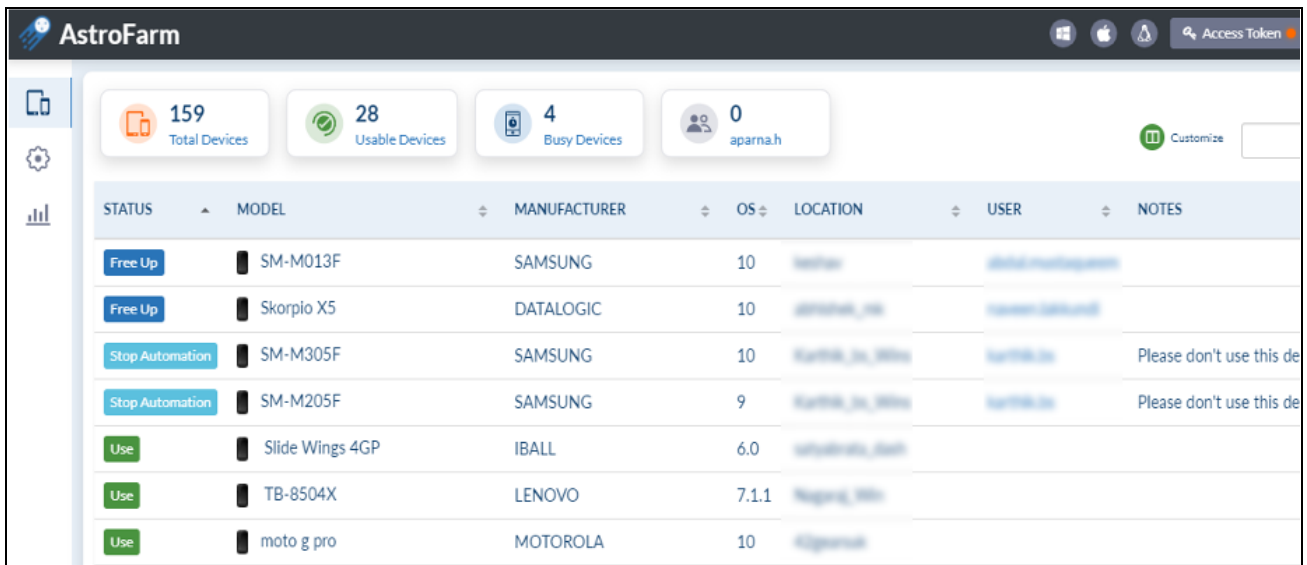 AstroFarm
Access Token
159
Total Devices
28
Usable Devices
4
Busy Devices
0
aparna.h
Customize
STATUS MODEL MANUFACTURER OS LOCATION USER NOTES
Free Up SM-M013F SAMSUNG 10
Free Up Skorpio X5 DATALOGIC 10
Stop Automation SM-M305F SAMSUNG 10 Please don't use this de
Stop Automation SM-M205F SAMSUNG 9 Please don't use this de
Use Slide Wings 4GP IBALL 6.0
Use TB-8504X LENOVO 7.1.1
Use moto g pro MOTOROLA 10